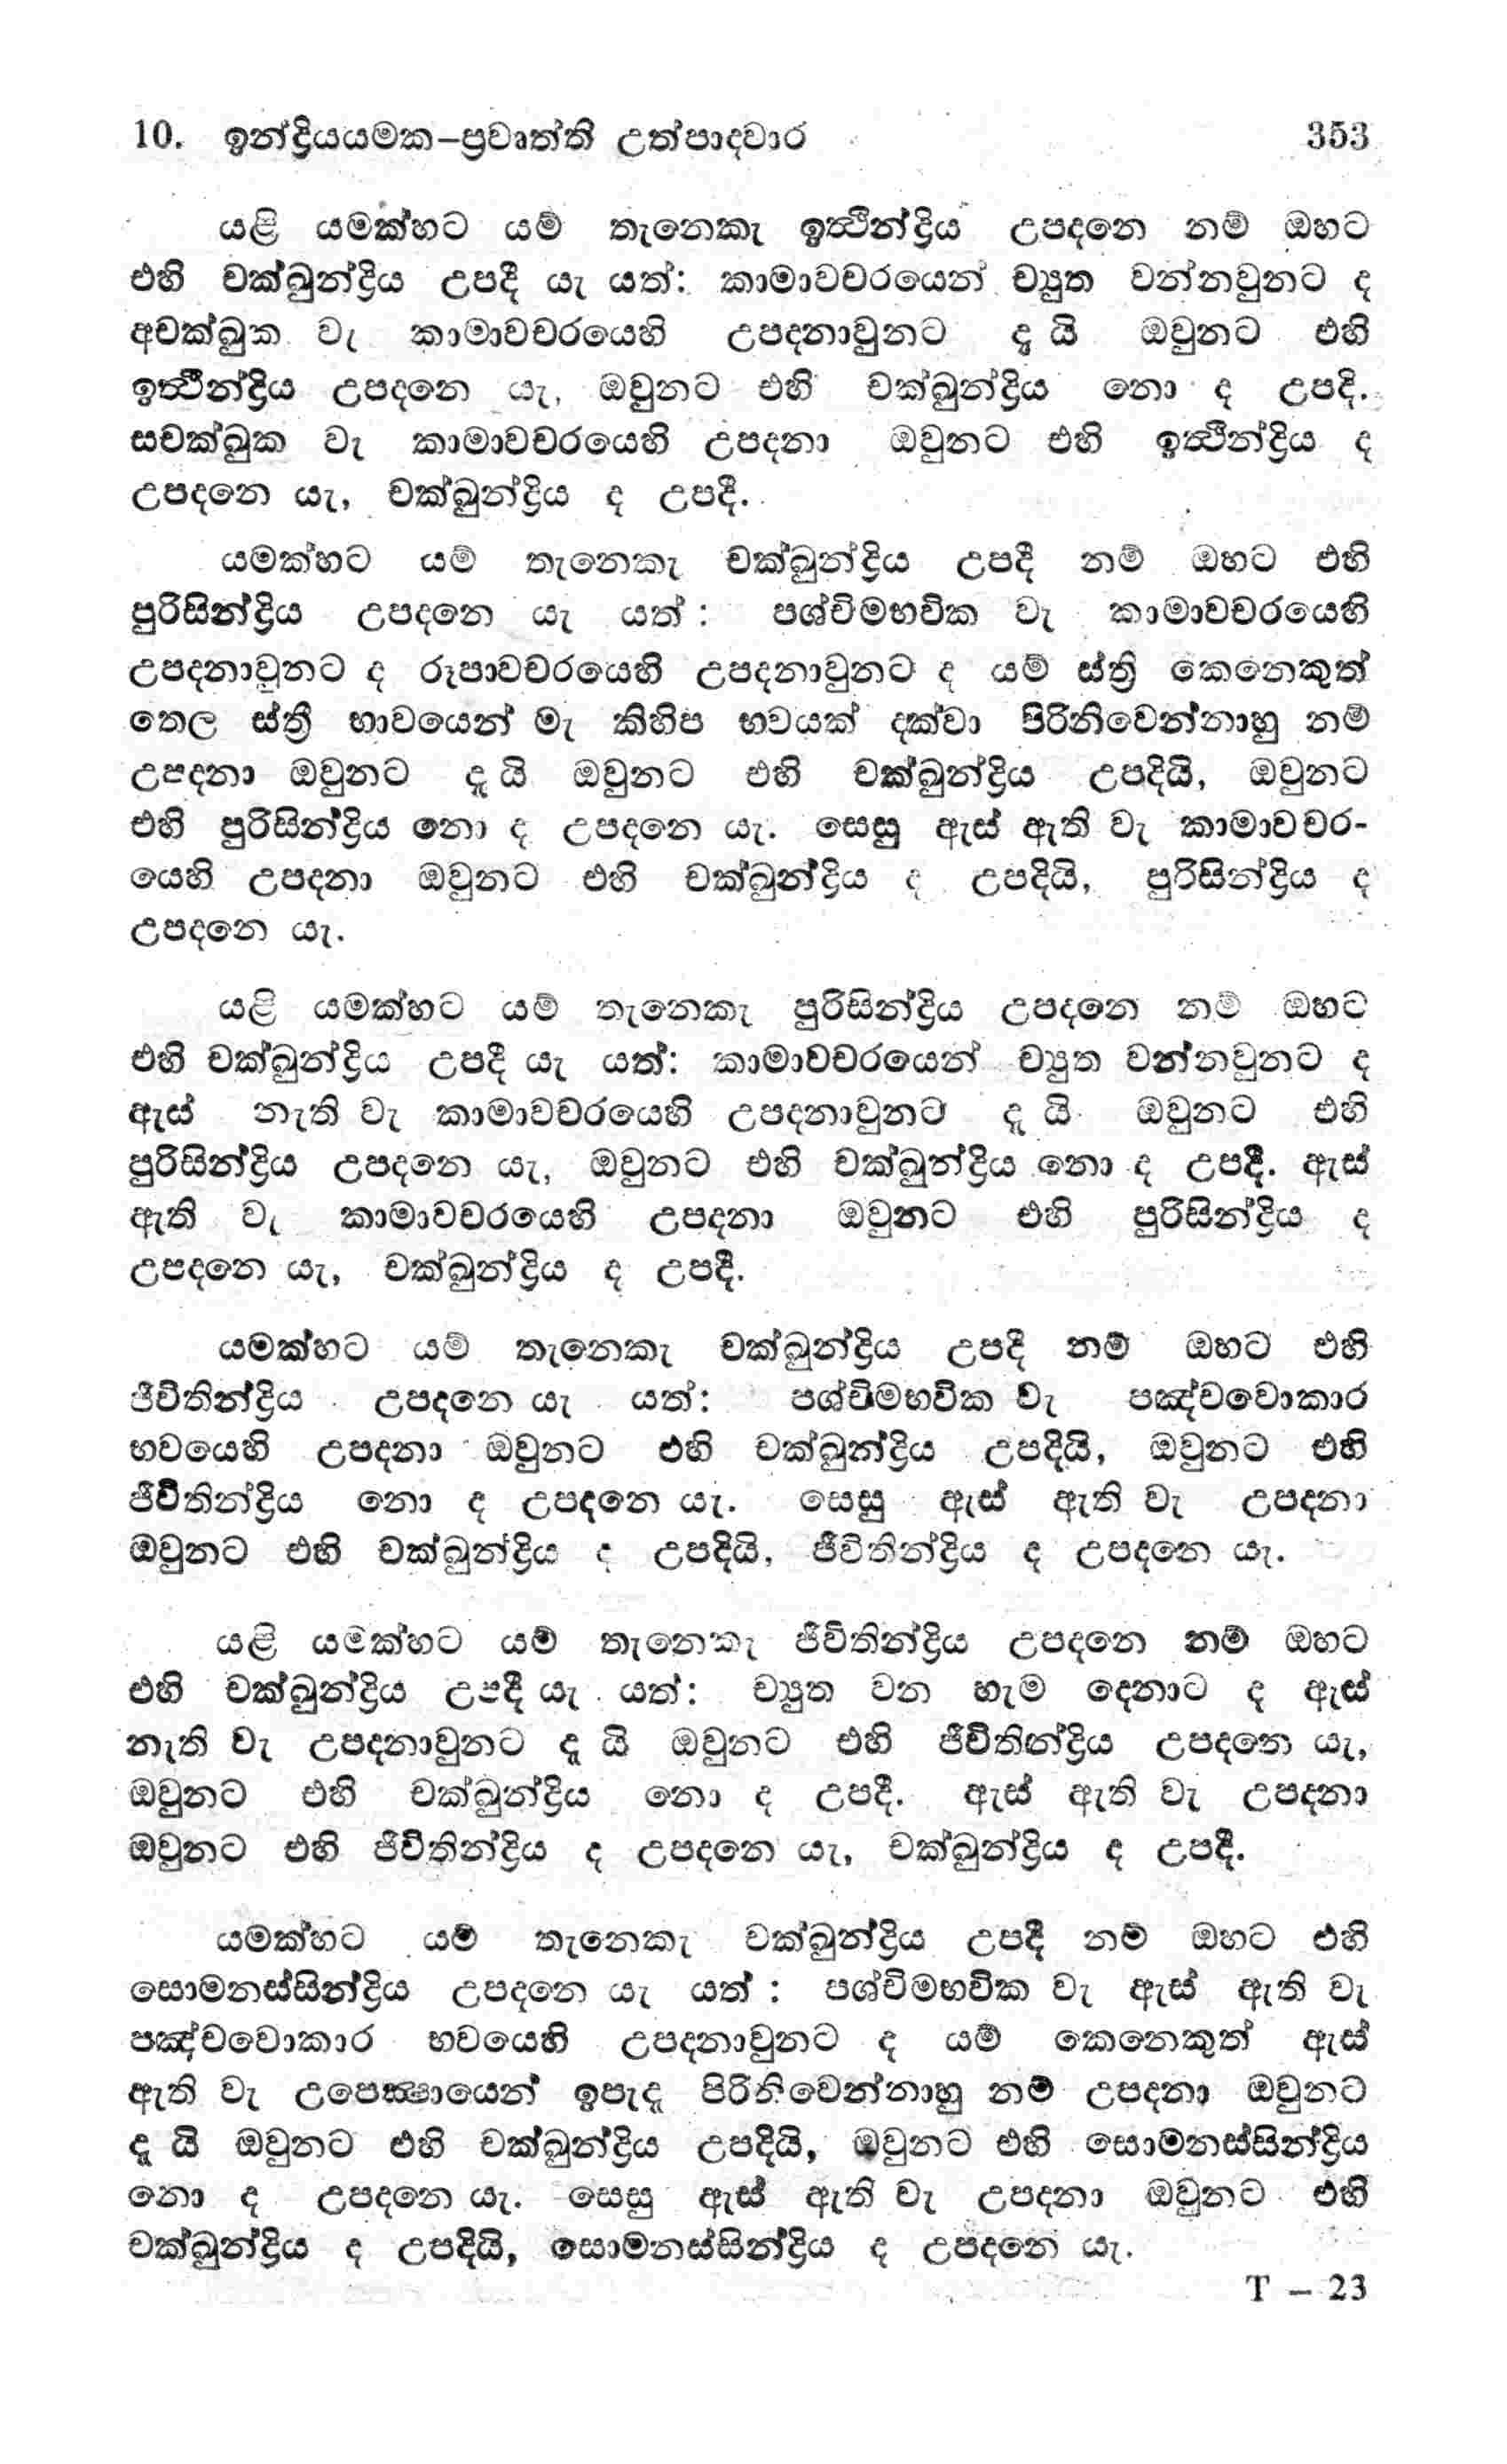 10. ඉන්ද්‍රියයමක–ප්‍රවෘත්ති උත්පාදවාර 353
යළි යමක්හට යම් තැනෙකැ ඉත්‍ථින්ද්‍රිය උපදනෙ නම් ඔහට
එහි චක්ඛුන්ද්‍රිය උපදී යැ යත්: කාමාවචරයෙන් ච්‍යුත වන්නවුනට ද
අචක්ඛුක වැ කාමාවචරයෙහි උපදනාවුනට ද යි ඔවුනට එහි
ඉත්‍ථීන්ද්‍රිය උපදනෙ යැ, ඔවුනට එහි චක්ඛුන්ද්‍රිය නො ද උපදි.
සචක්ඛුක වැ කාමාවචරයෙහි උපදනා ඔවුනට එහි ඉත්‍ථීන්ද්‍රිය ද
උපදනෙ යැ, චක්ඛුන්ද්‍රිය ද උපදී.
යමක්හට යම් තැනෙකැ චක්ඛුන්ද්‍රිය උපදී නම් ඔහට එහි
පුරිසින්ද්‍රිය උපදනෙ යැ යත් : පශ්චිමභවික වැ කාමාවචරයෙහි
උපදනාවුනට ද රූපාවචරයෙහි උපදනාවුනට ද යම් ස්ත්‍රි කෙනෙකුත්
තෙල ස්ත්‍රී භාවයෙන් මැ කිහිප භවයක් දක්වා පිරිනිවෙන්නාහු නම්
උපදනා ඔවුනට දැ යි ඔවුනට එහි චක්ඛුන්ද්‍රිය උපදියි, ඔවුනට
එහි පුරිසින්ද්‍රිය නො ද උපදනෙ යැ. සෙසු ඇස් ඇති වැ කාමාවචර-
යෙහි උපදනා ඔවුනට එහි චක්ඛුන්ද්‍රිය ද උපදියි, පුරිසින්ද්‍රිය ද
උපදනෙ යැ.
යළි යමක්හට යම් තැනෙකැ පුරිසින්ද්‍රිය උපදනෙ නම් ඔහට
එහි චක්ඛුන්ද්‍රිය උපදී යැ යත්: කාමාවචරයෙන් ච්‍යුත වන්නවුනට ද
ඇස් නැති වැ කාමාවචරයෙහි උපදනාවුනට දැ යි ඔවුනට එහි
පුරිසින්ද්‍රිය උපදනෙ යැ, ඔවුනට එහි චක්ඛුන්ද්‍රිය නො ද උපදී. ඇස්
ඇති වැ කාමාවචරයෙහි උපදනා ඔවුනට එහි පුරිසින්ද්‍රිය ද
උපදනෙ යැ, චක්ඛුන්ද්‍රිය ද උපදී.
යමක්හට යම් තැනෙකැ චක්ඛුන්ද්‍රිය උපදී නම් ඔහට එහි
ජීවිතින්ද්‍රිය උපදනෙ යැ යත්: පශ්චිමභවික වැ පඤ්චවොකාර
භවයෙහි උපදනා ඔවුනට එහි චක්ඛුන්ද්‍රිය උපදියි, ඔවුනට එහි
ජීවිතින්ද්‍රිය නො ද උපදනෙ යැ. සෙසු ඇස් ඇති වැ උපදනා
ඔවුනට එහි චක්ඛුන්ද්‍රිය ද උපදියි, ජීවිතින්ද්‍රිය ද උපදනෙ යැ.
යළි යමක්හට යම් තැනෙකැ ජීවිතින්ද්‍රිය උපදනෙ නම් ඔහට
එහි චක්ඛුන්ද්‍රිය උපදී යැ යත්: ච්‍යුත වන හැම දෙනාට ද ඇස්
නැති වැ උපදනාවුනට දැ යි ඔවුනට එහි ජීවිතින්ද්‍රිය උපදනෙ යැ,
ඔවුනට එහි චක්ඛුන්ද්‍රිය නො ද උපදී. ඇස් ඇති වැ උපදනා
ඔවුනට එහි ජීවිතින්ද්‍රිය ද උපදනෙ යැ, චක්ඛුන්ද්‍රිය ද උපදී.
යමක්හට යම් තැනෙකැ චක්ඛුන්ද්‍රිය උපදී නම් ඔහට එහි
සොමනස්සින්ද්‍රිය උපදනෙ යැ යත් : පශ්චිමභවික වැ ඇස් ඇති වැ
පඤ්චවොකාර භවයෙහි උපදනාවුනට ද යම් කෙනෙකුත් ඇස්
ඇති වැ උපෙක්‍ෂායෙන් ඉපැදැ පිරිනිවෙන්නාහු නම් උපදනා ඔවුනට
දැ යි ඔවුනට එහි චක්ඛුන්ද්‍රිය උපදියි, ඔවුනට එහි සොමනස්සින්ද්‍රිය
නො ද උපදනෙ යැ. සෙසු ඇස් ඇති වැ උපදනා ඔවුනට එහි
චක්ඛුන්ද්‍රිය ද උපදියි, සොමනස්සින්ද්‍රිය ද උපදනෙ යැ.
T – 23